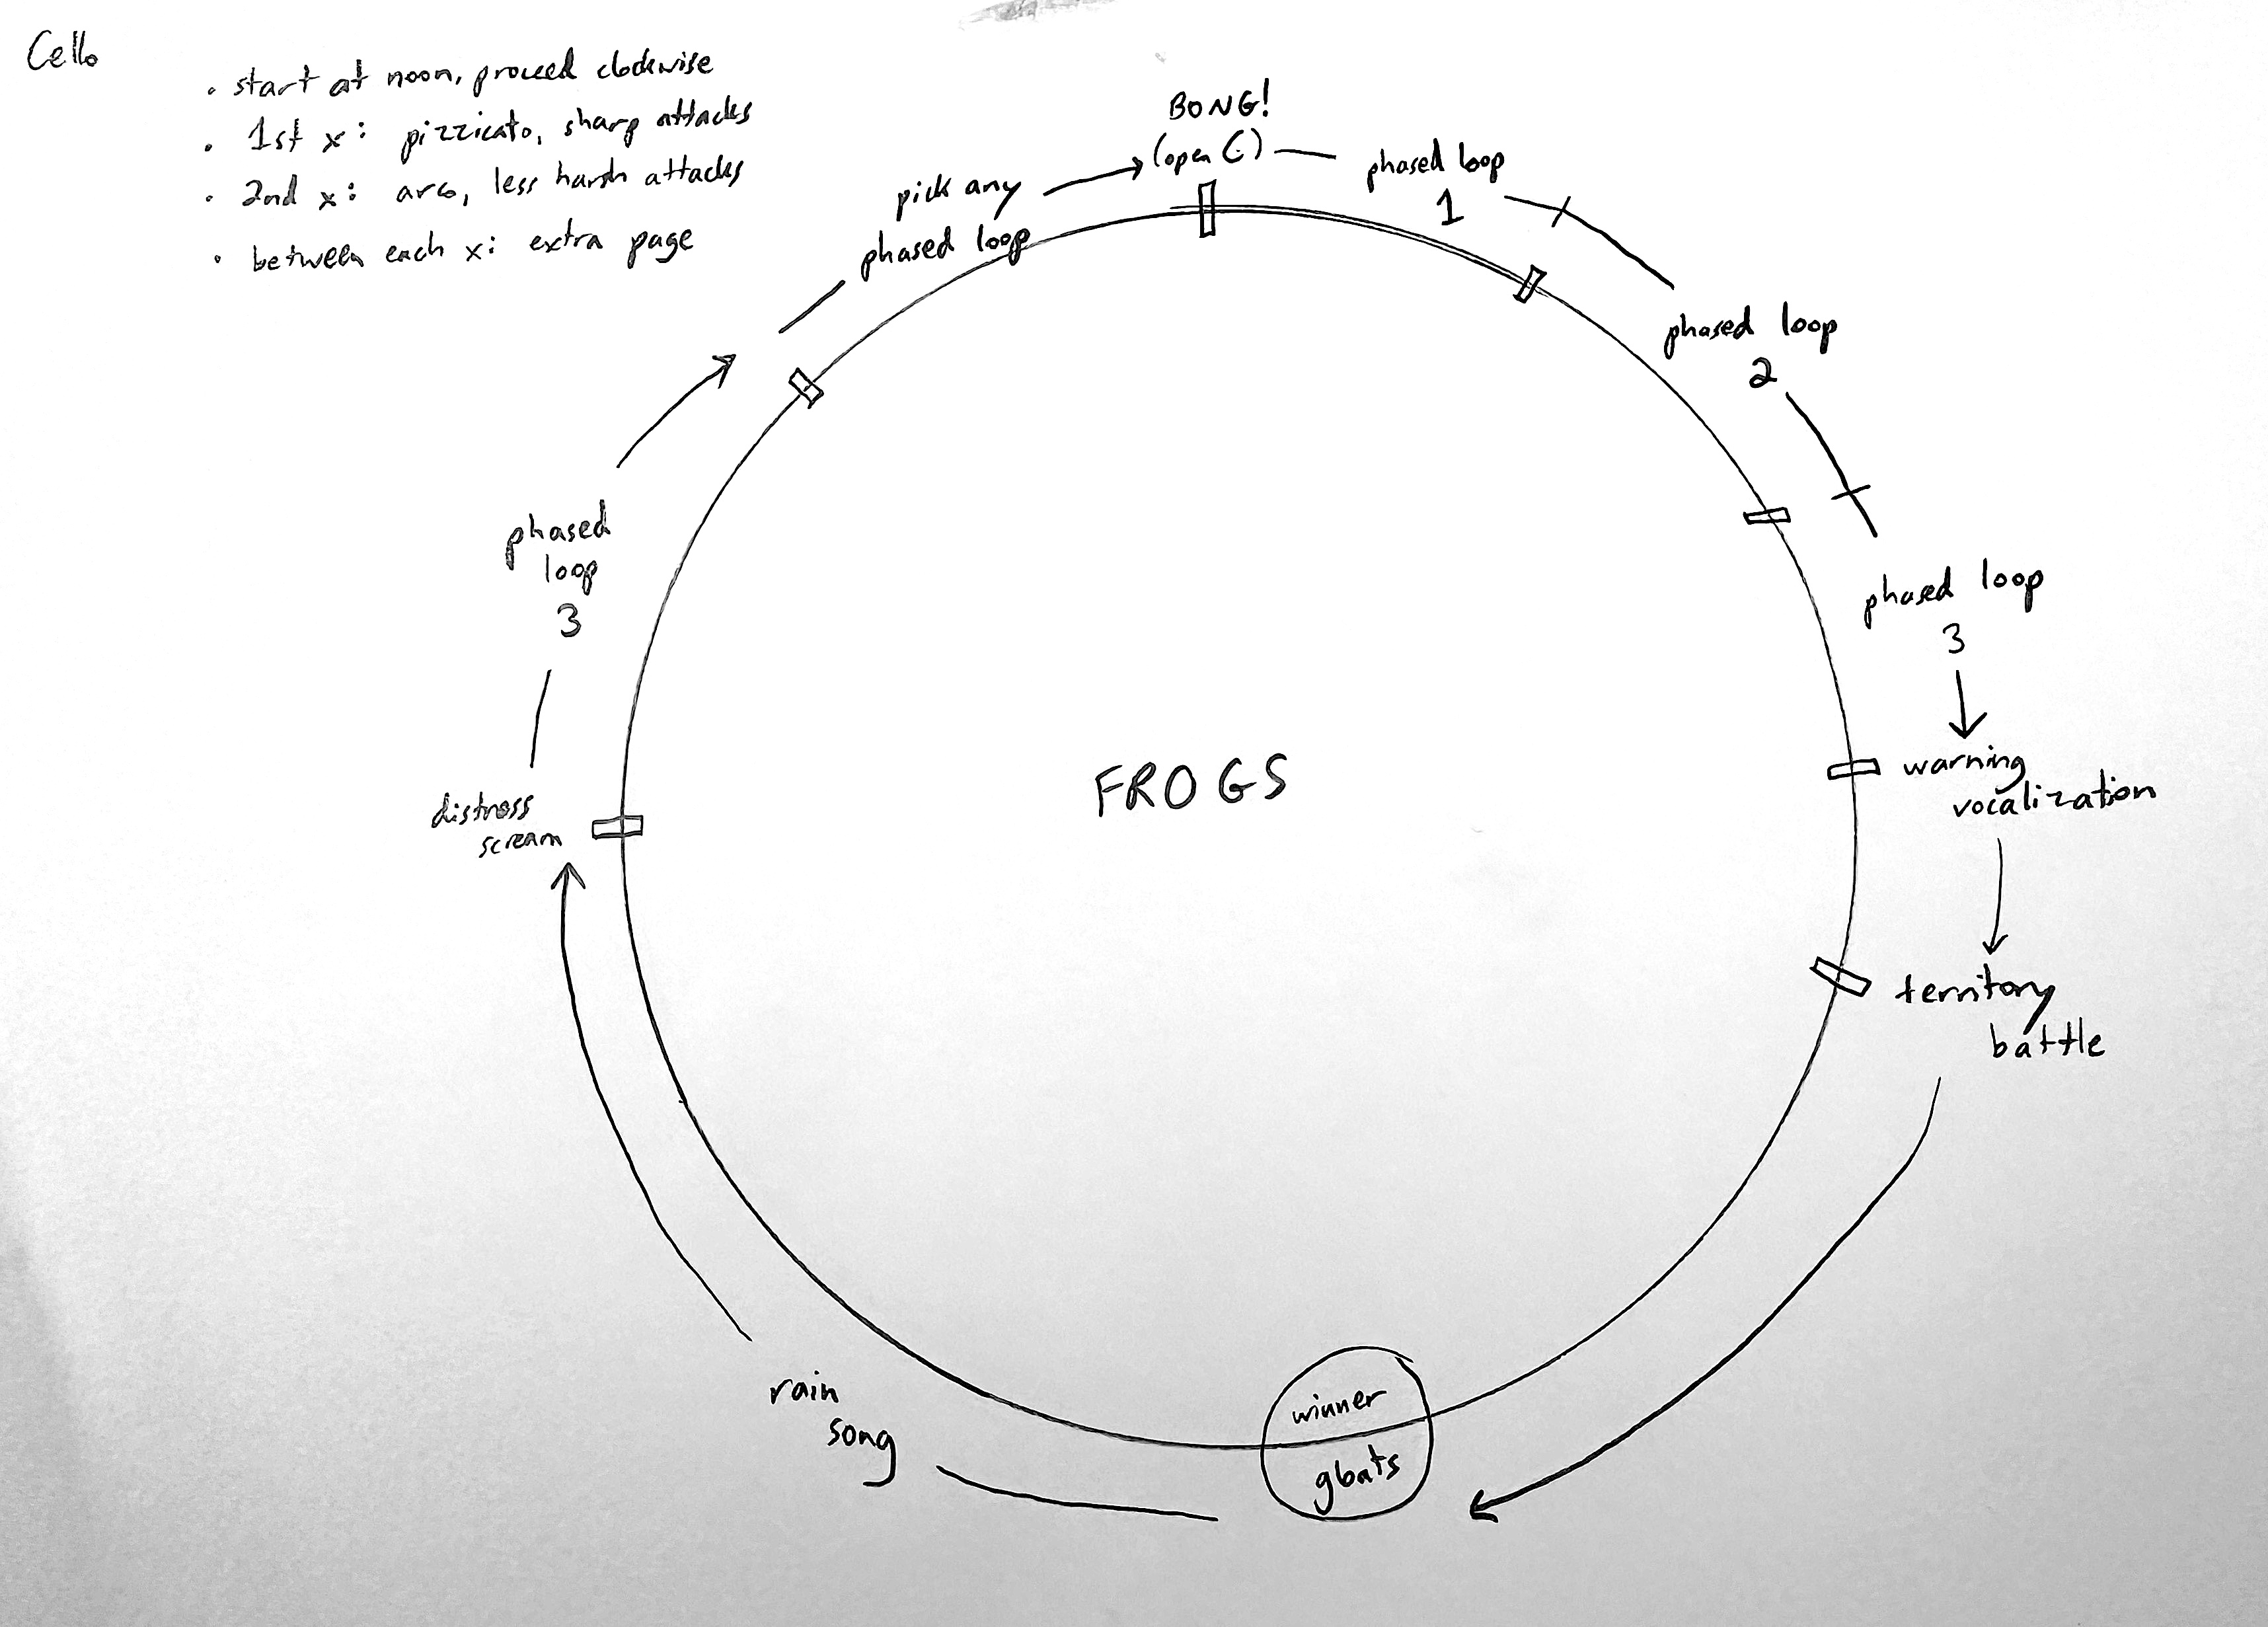 Cello
• start at noon, proceed clockwise
• 1st x: pizzicato, sharp attacks
• 2nd x: arco, less harsh attacks
• between each x: extra page
BONG!
(open C)
phased loop
1
phased loop
2
phased loop
3
warning
vocalization
territory
battle
winner
gloats
rain
song
distress
scream
phased
loop
3
pick any
phased loop
FROGS